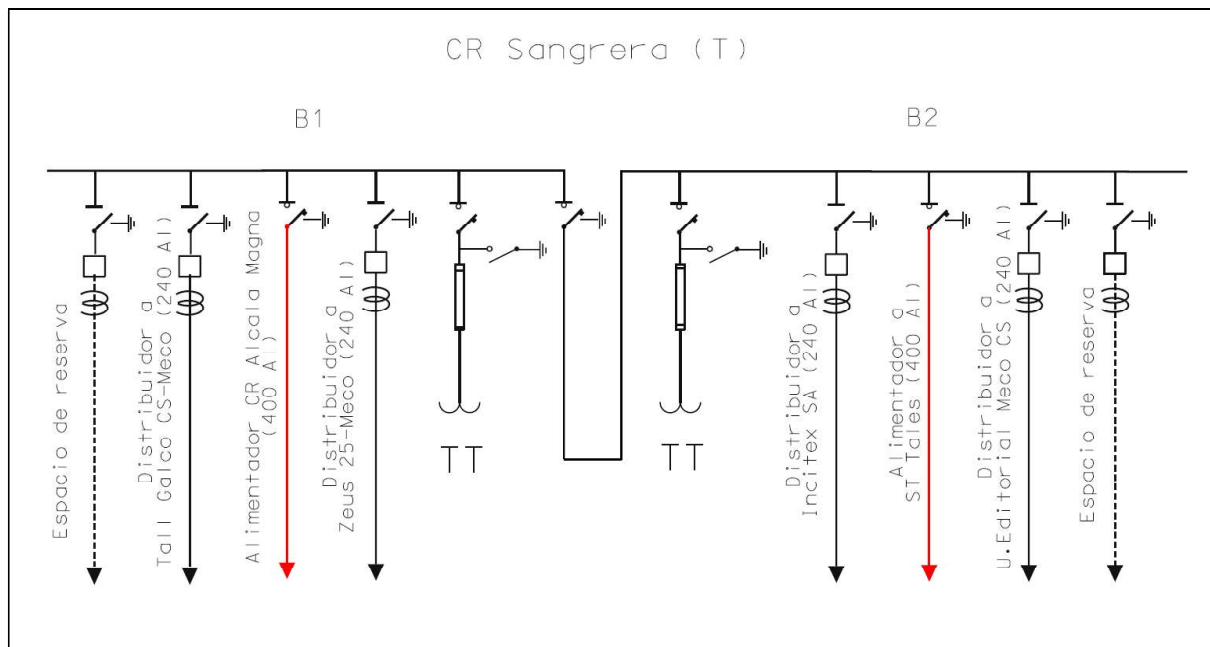 CR Sangrera (T)
B1
B2
Espacio de reserva
Distribuidor a
Tall Galco CS-Meco (240 Al)
Alimentador CR Alcala Magna
(400 Al)
Distribuidor a
Zeus 25-Meco (240 Al)
TT
TT
Distribuidor a
Incitex SA (240 Al)
Alimentador a
ST Tales (400 Al)
Distribuidor a
U.Editorial Meco CS (240 Al)
Espacio de reserva